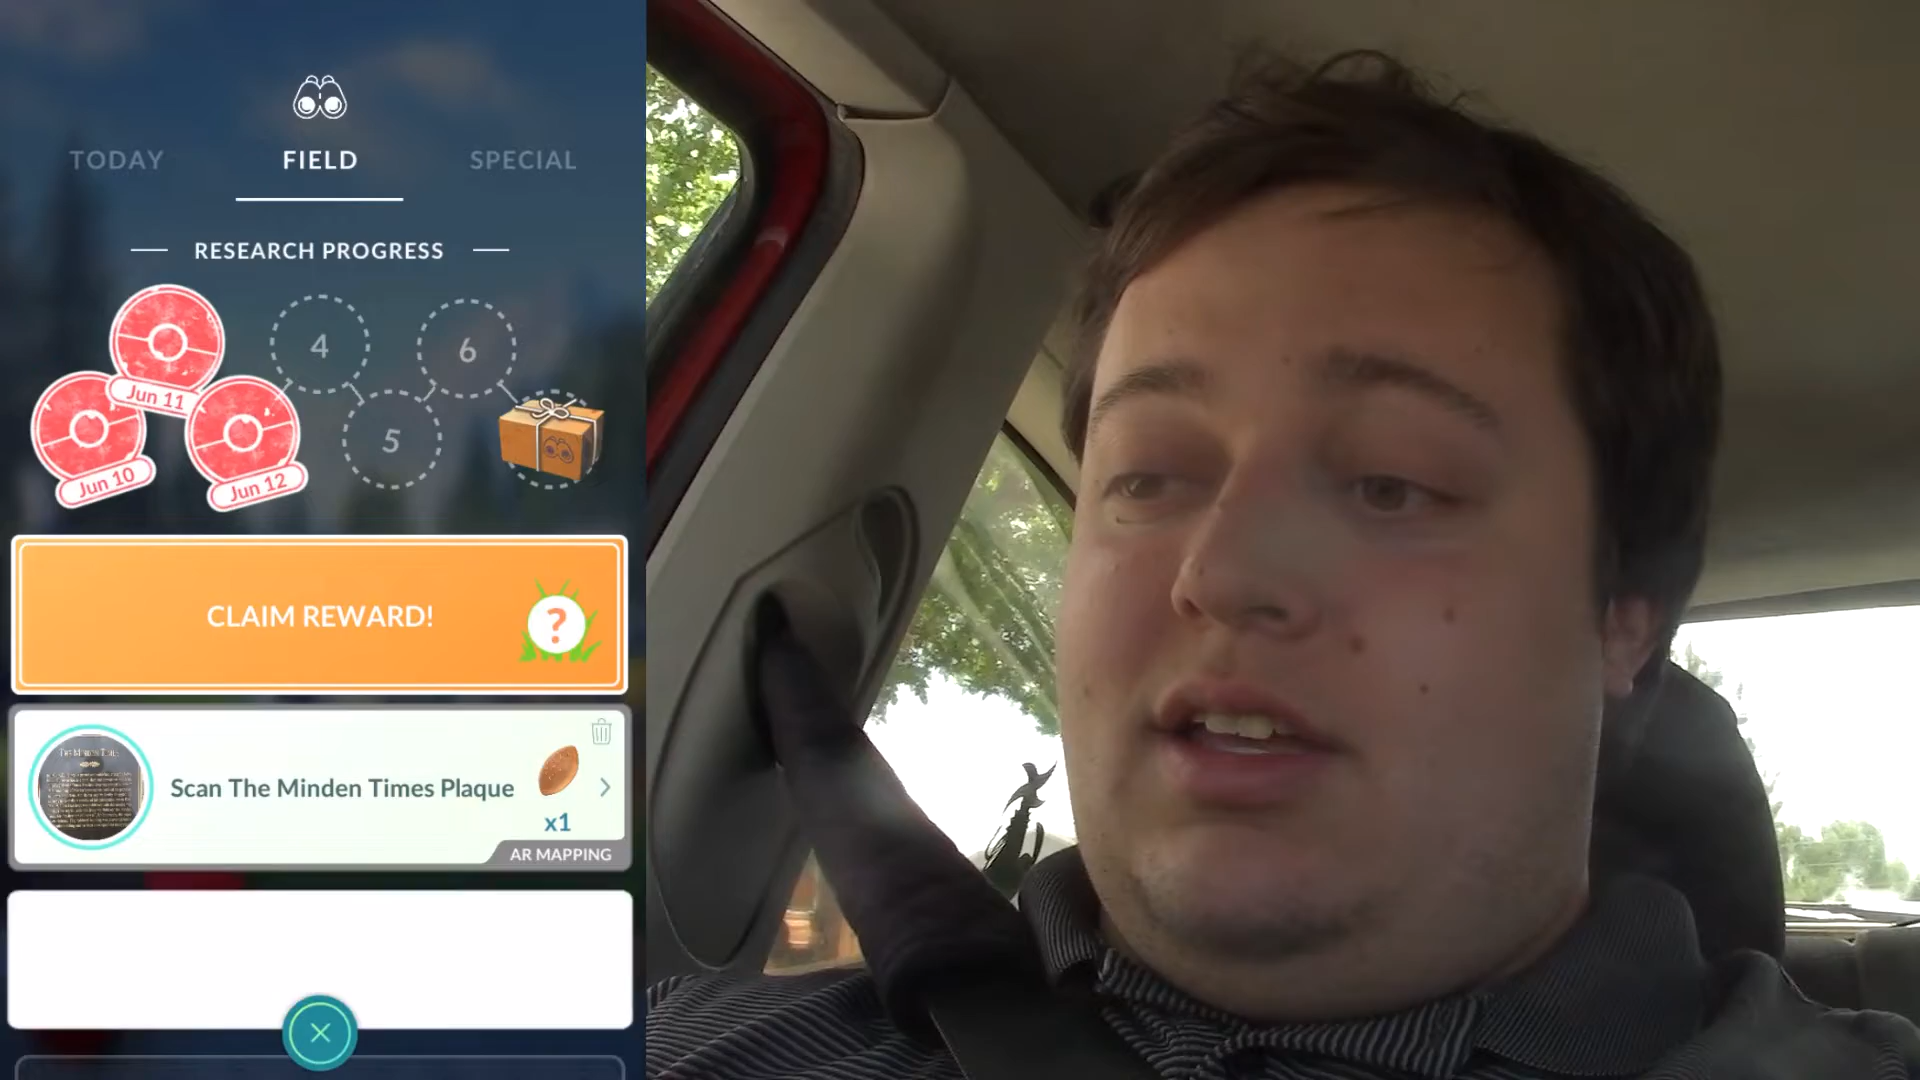 TODAY
FIELD
SPECIAL
RESEARCH PROGRESS
4
6
5
Jun 11
Jun 10
Jun 12
CLAIM REWARD!
?
Scan The Minden Times Plaque
x1
AR MAPPING